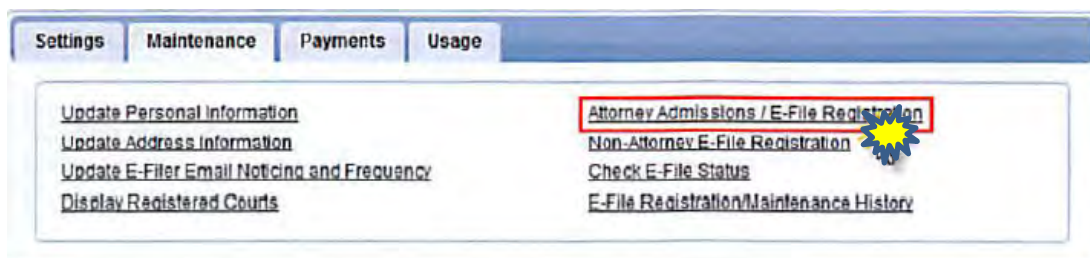 Settings Maintenance Payments Usage
Update Personal Information
Update Address Information
Update E-Filer Email Noticing and Frequency
Display Registered Courts
Attorney Admissions / E-File Registration
Non-Attorney E-File Registration
Check E-File Status
E-File Registration/Maintenance History